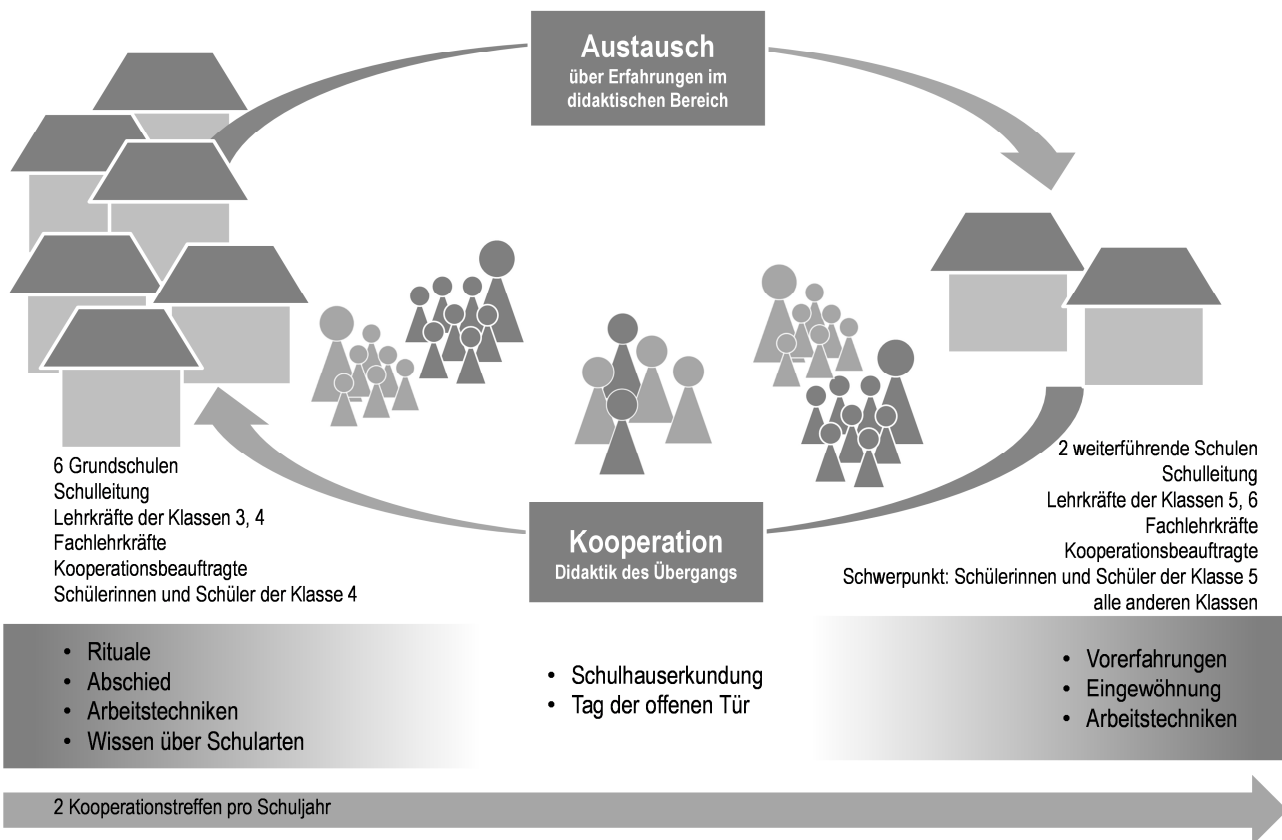 Austausch
über Erfahrungen im
didaktischen Bereich
6 Grundschulen
Schulleitung
Lehrkräfte der Klassen 3, 4
Fachlehrkräfte
Kooperationsbeauftragte
Schülerinnen und Schüler der Klasse 4
Kooperation
Didaktik des Übergangs
2 weiterführende Schulen
Schulleitung
Lehrkräfte der Klassen 5, 6
Fachlehrkräfte
Kooperationsbeauftragte
Schwerpunkt: Schülerinnen und Schüler der Klasse 5
alle anderen Klassen
• Rituale
• Abschied
• Arbeitstechniken
• Wissen über Schularten
• Schulhauserkundung
• Tag der offenen Tür
• Vorerfahrungen
• Eingewöhnung
• Arbeitstechniken
2 Kooperationstreffen pro Schuljahr